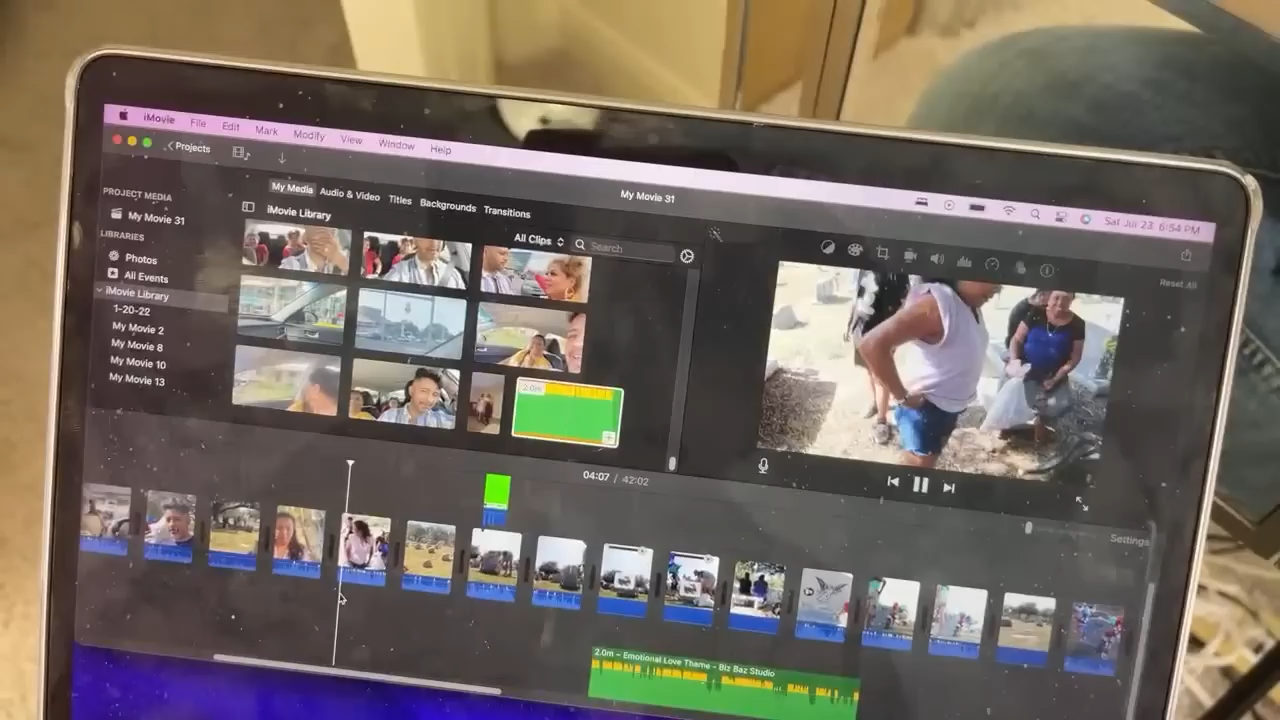 iMovie File Edit Mark Modify View Window Help
Sat Jul 23 6:54 PM
Projects
My Movie 31
PROJECT MEDIA
My Movie 31
LIBRARIES
Photos
All Events
iMovie Library
1-20-22
My Movie 2
My Movie 8
My Movie 10
My Movie 13
My Media Audio & Video Titles Backgrounds Transitions
iMovie Library
All Clips Search
2.0m
Reset All
04:07 / 42:02
Settings
2.0m – Emotional Love Theme – Biz Baz Studio